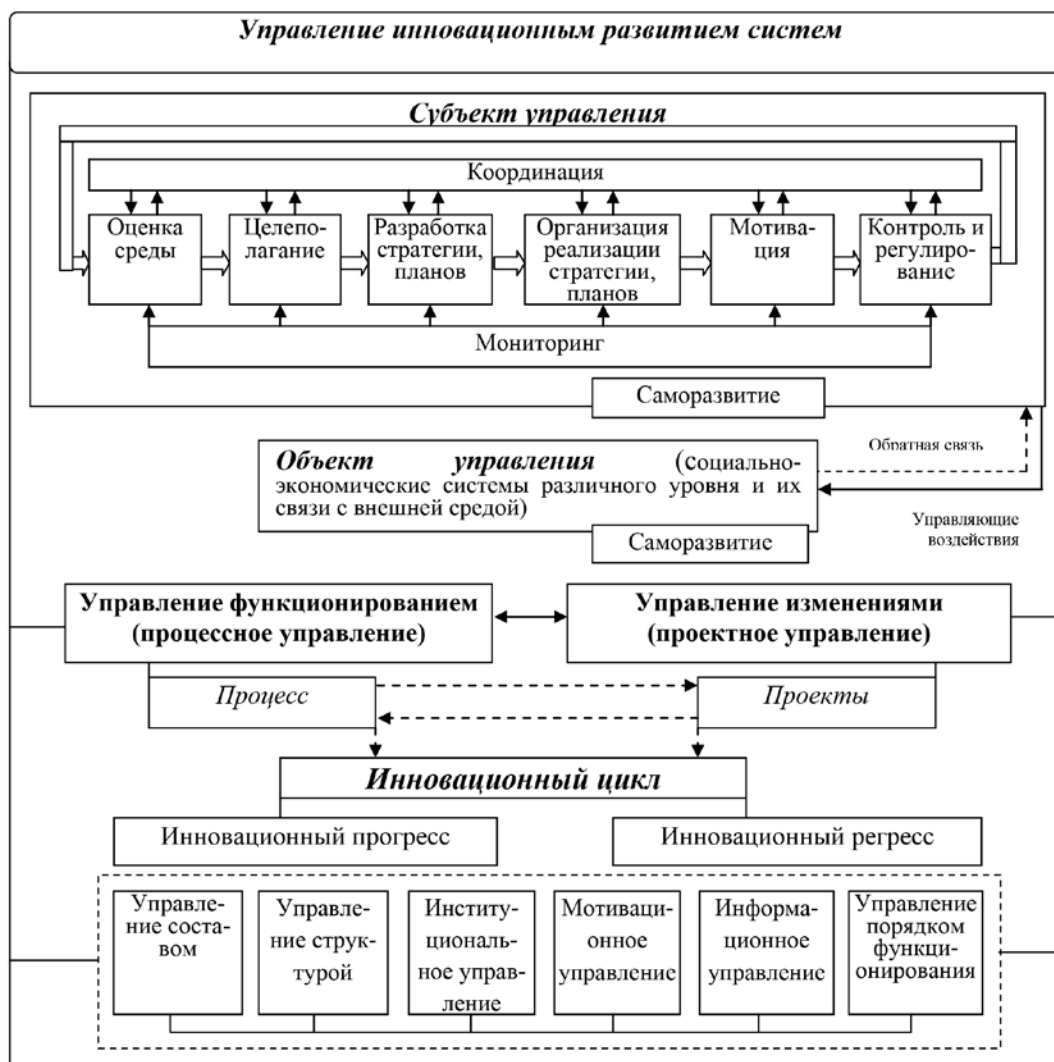 Управление инновационным развитием систем
Субъект управления
Координация
Оценка
среды
Целепо-
лагание
Разработка
стратегии,
планов
Организация
реализации
стратегии,
планов
Мотива-
ция
Контроль и
регулиро-
вание
Мониторинг
Саморазвитие
Обратная связь
Объект управления (социально-
экономические системы различного уровня и их
связи с внешней средой)
Саморазвитие
Управляющие
воздействия
Управление функционированием
(процессное управление)
Управление изменениями
(проектное управление)
Процесс
Проекты
Инновационный цикл
Инновационный прогресс
Инновационный регресс
Управле-
ние соста-
вом
Управле-
ние струк-
турой
Институ-
циональ-
ное управ-
ление
Мотиваци-
онное
управление
Информа-
ционное
управление
Управление
порядком
функци-
онирования